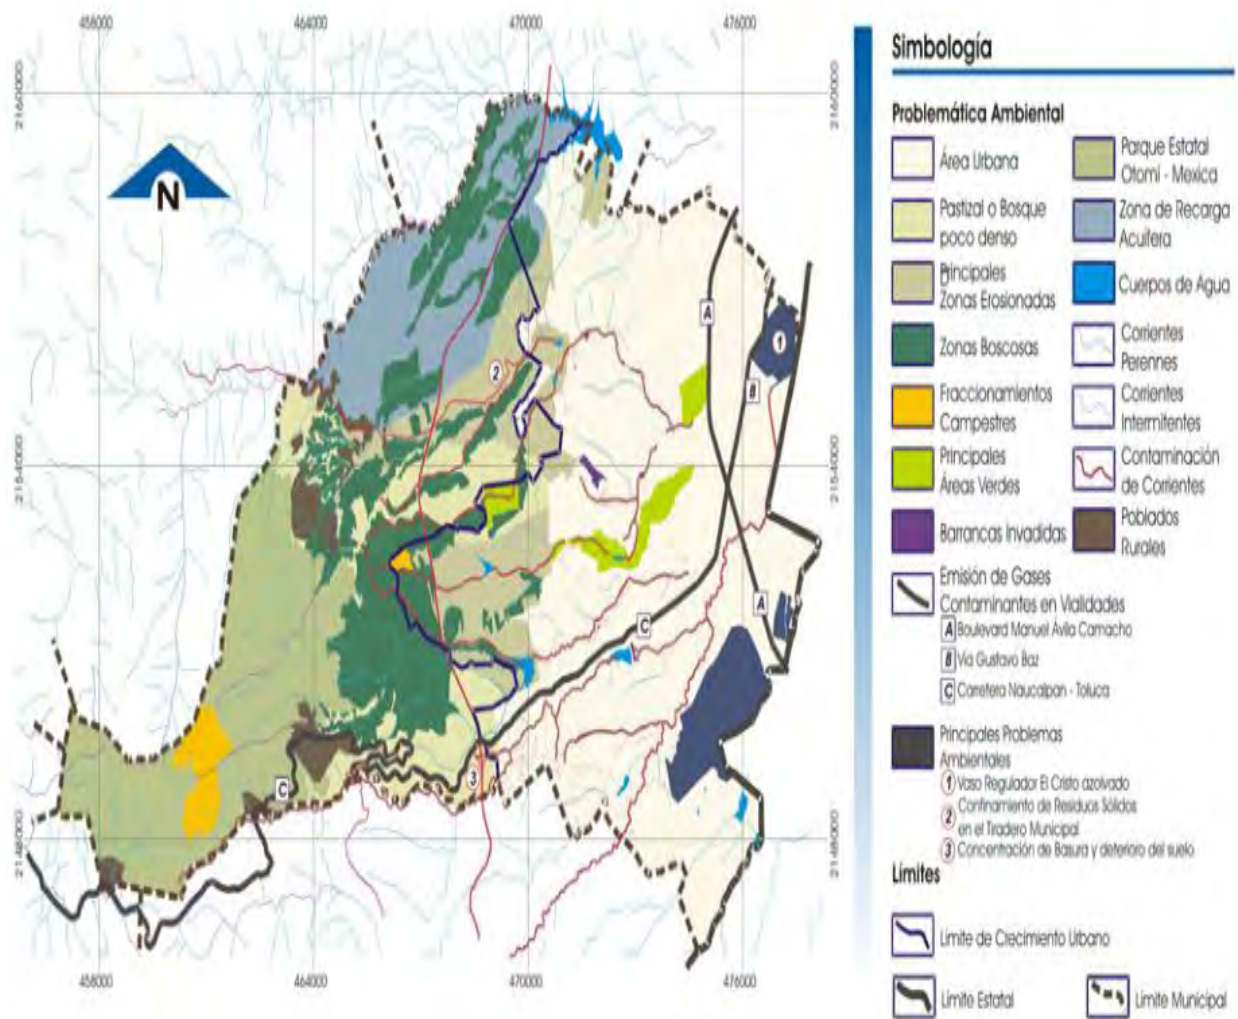 458000 464000 470000 476000
2160000 2160000
N
A
1
B
2
2154000 2154000
A
C
C
3
2148000 2148000
458000 464000 470000 476000
Simbología
Problemática Ambiental
Área Urbana
Pastizal o Bosque
poco denso
Principales
Zonas Erosionadas
Zonas Boscosas
Fraccionamientos
Campestres
Principales
Áreas Verdes
Barrancas Invadidas
Parque Estatal
Otomí - Mexica
Zona de Recarga
Acuifera
Cuerpos de Agua
Corrientes
Perennes
Corrientes
Intermitentes
Contaminación
de Corrientes
Poblados
Rurales
Emisión de Gases
Contaminantes en Vialidades
A Boulevard Manuel Ávila Camacho
B Vía Gustavo Baz
C Carretera Naucalpan - Toluca
Principales Problemas
Ambientales
1 Vaso Regulador El Cristo azolvado
2 Confinamiento de Residuos Sólidos
en el Tiradero Municipal
3 Concentración de Basura y deterioro del suelo
Límites
Limite de Crecimiento Urbano
Limite Estatal
Limite Municipal